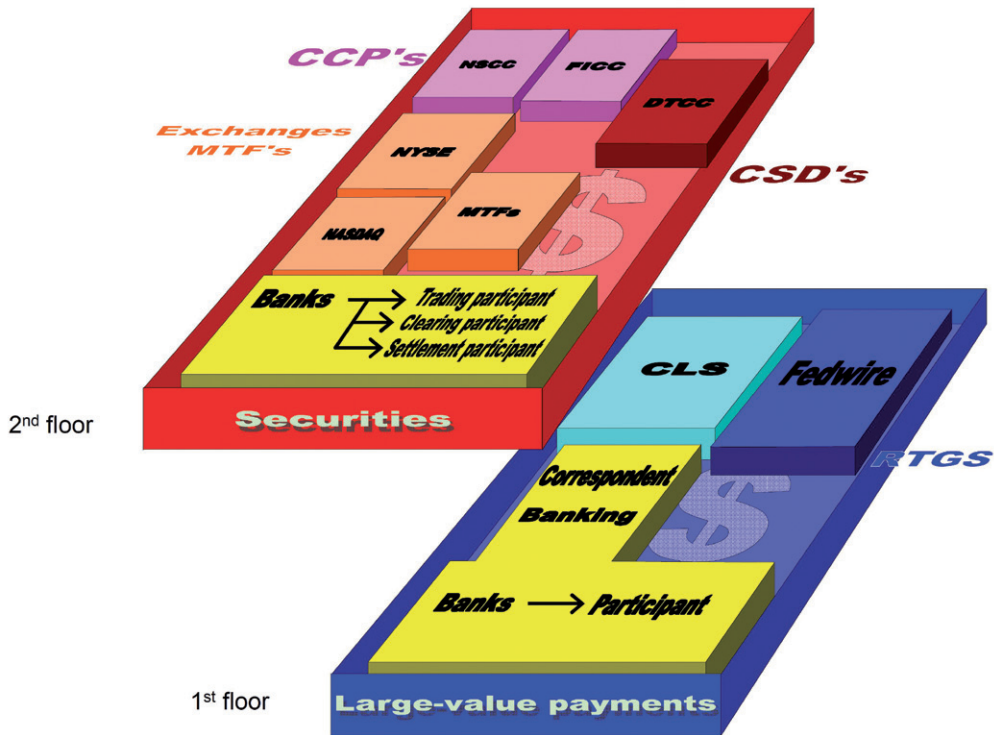 CCP's
NSCC
FICC
DTCC
Exchanges
MTF's
NYSE
CSD's
NASDAQ
MTFs
Banks
Trading participant
Clearing participant
Settlement participant
2nd floor
Securities
$
CLS
Fedwire
RTGS
$
Correspondent
Banking
Banks
Participant
1st floor
Large-value payments